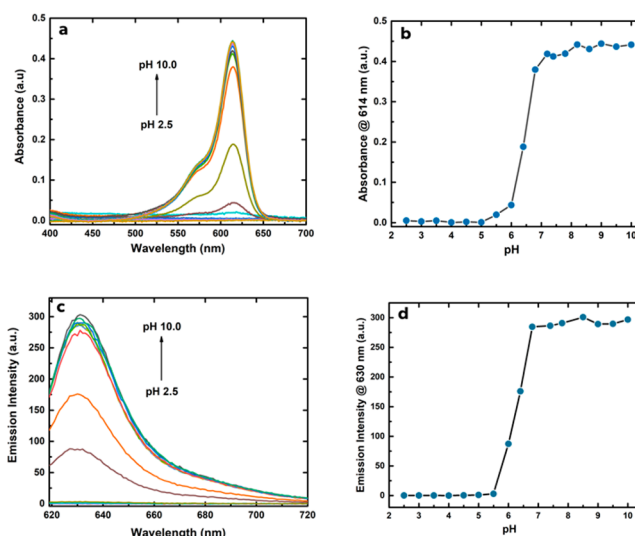 a
pH 10.0
pH 2.5
Absorbance (a.u)
0.5
0.4
0.3
0.2
0.1
0.0
400 450 500 550 600 650 700
Wavelength (nm)
b
Absorbance @ 614 nm (a.u.)
0.5
0.4
0.3
0.2
0.1
0.0
2 3 4 5 6 7 8 9 10
pH
c
pH 10.0
pH 2.5
Emission Intensity (a.u.)
300
250
200
150
100
50
0
620 640 660 680 700 720
Wavelength (nm)
d
Emission Intensity @ 630 nm (a.u.)
300
250
200
150
100
50
0
2 3 4 5 6 7 8 9 10
pH